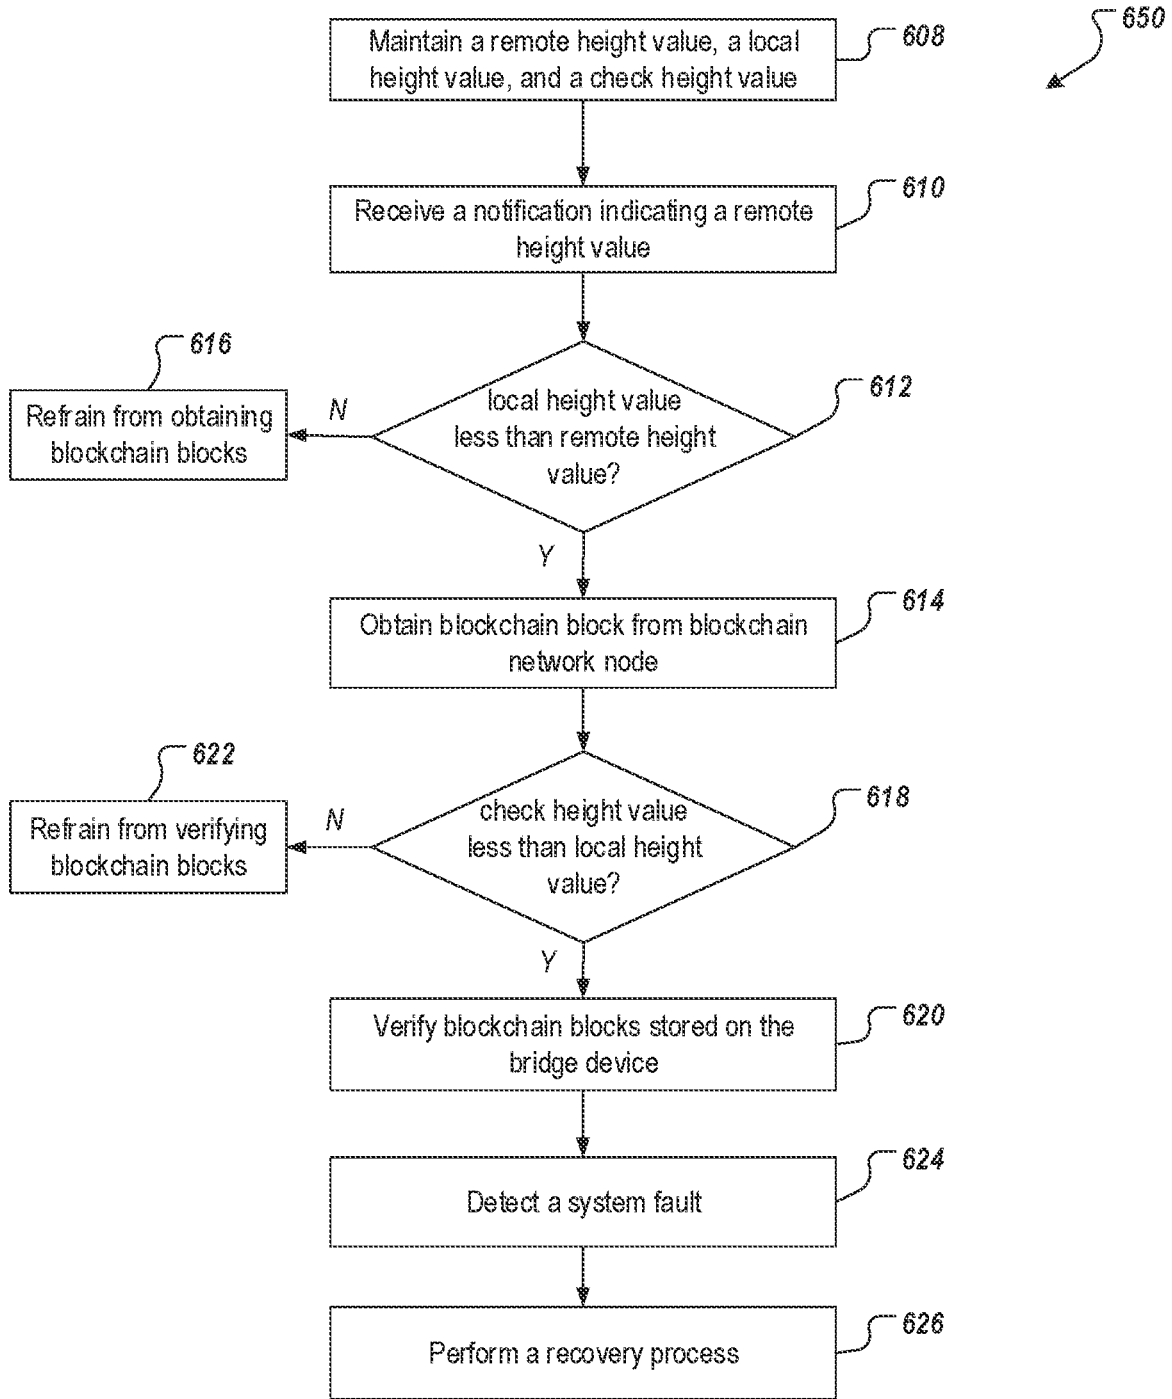 650
Maintain a remote height value, a local
height value, and a check height value
608
Receive a notification indicating a remote
height value
610
local height value
less than remote height
value?
612
N
Refrain from obtaining
blockchain blocks
616
Y
Obtain blockchain block from blockchain
network node
614
check height value
less than local height
value?
618
N
Refrain from verifying
blockchain blocks
622
Y
Verify blockchain blocks stored on the
bridge device
620
Detect a system fault
624
Perform a recovery process
626